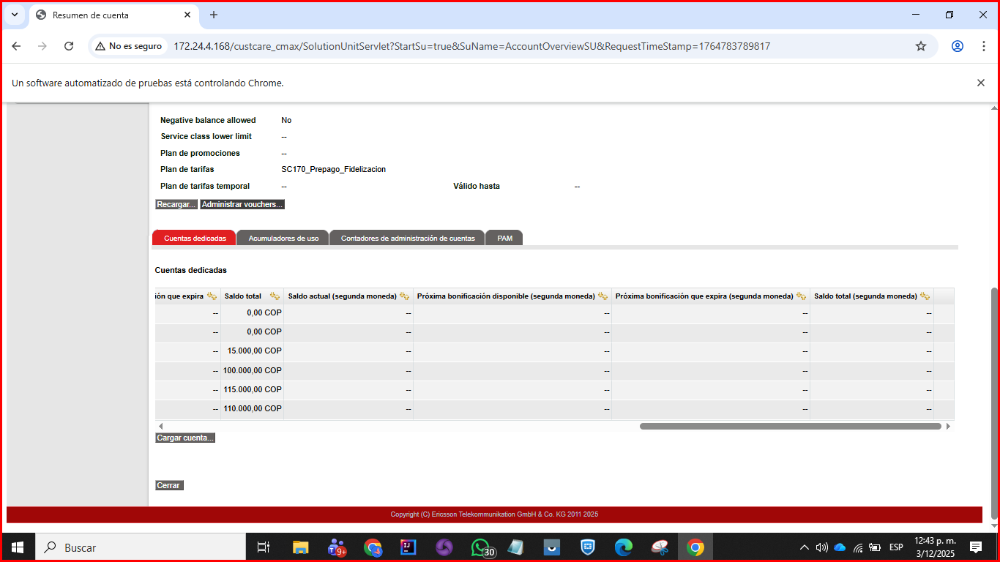 Resumen de cuenta
No es seguro 172.24.4.168/custcare_cmax/SolutionUnitServlet?StartSu=true&SuName=AccountOverviewSU&RequestTimeStamp=1764783789817
Un software automatizado de pruebas está controlando Chrome.
Negative balance allowed No
Service class lower limit --
Plan de promociones --
Plan de tarifas SC170_Prepago_Fidelizacion
Plan de tarifas temporal -- Válido hasta --
Recargar... Administrar vouchers...
Cuentas dedicadas Acumuladores de uso Contadores de administración de cuentas PAM
Cuentas dedicadas
ión que expira Saldo total Saldo actual (segunda moneda) Próxima bonificación disponible (segunda moneda) Próxima bonificación que expira (segunda moneda) Saldo total (segunda moneda)
-- 0,00 COP -- -- -- --
-- 0,00 COP -- -- -- --
-- 15.000,00 COP -- -- -- --
-- 100.000,00 COP -- -- -- --
-- 115.000,00 COP -- -- -- --
-- 110.000,00 COP -- -- -- --
Cargar cuenta...
Cerrar
Copyright (C) Ericsson Telekommunikation GmbH & Co. KG 2011 2025
Buscar 9+ IJ 30 ESP 12:43 p. m.
3/12/2025